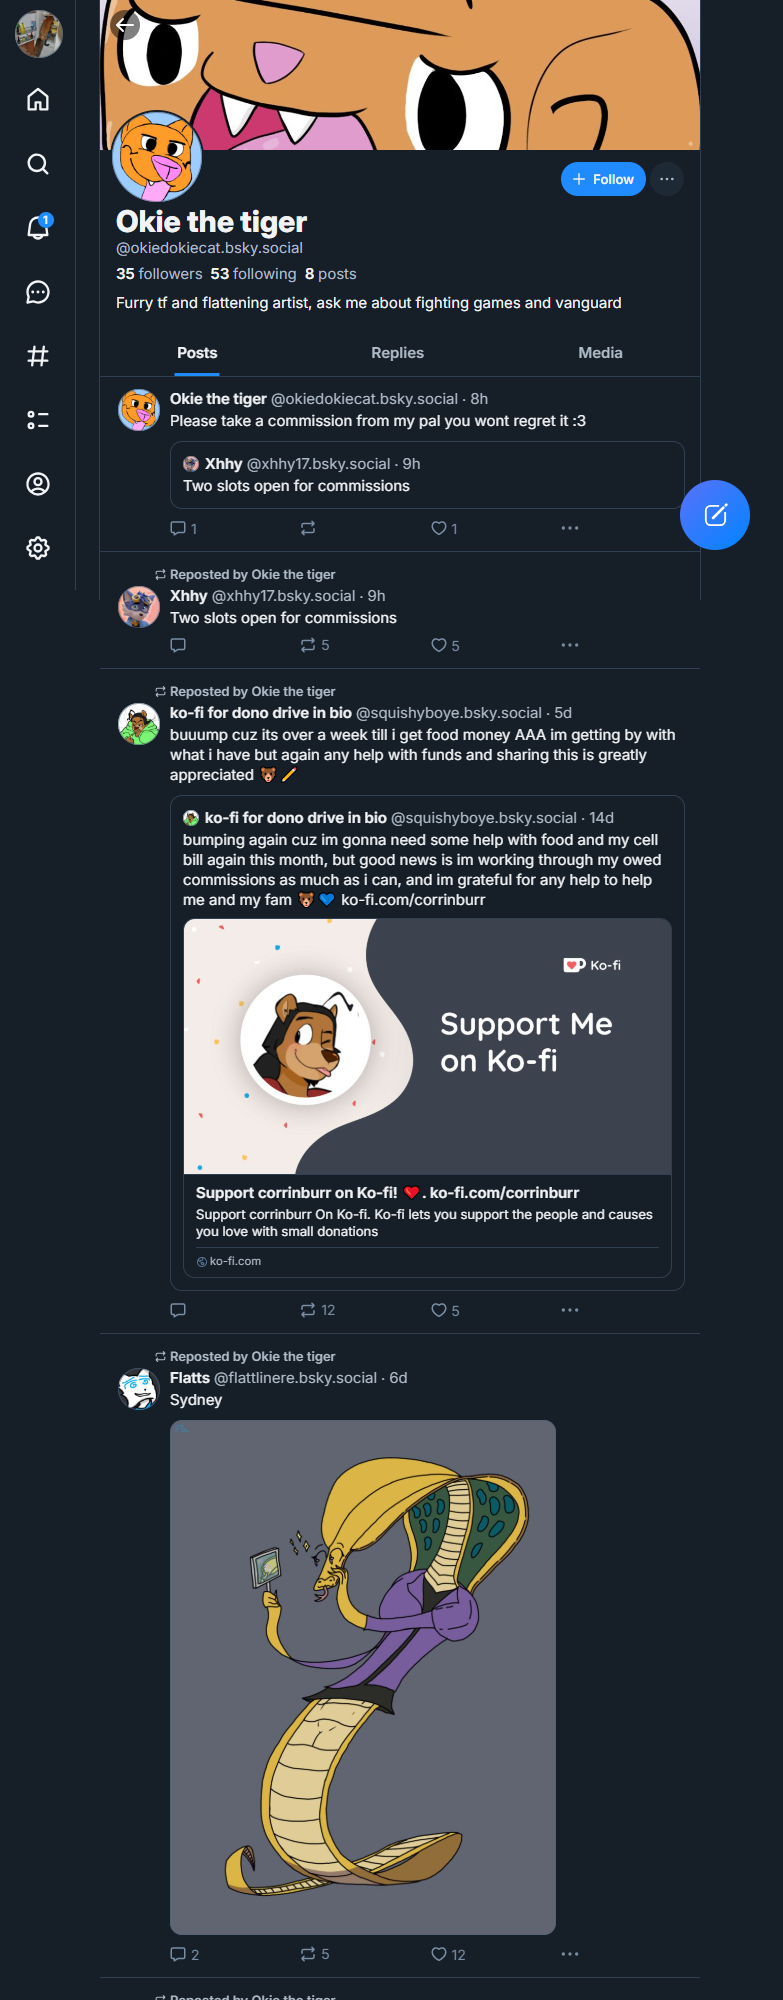 Follow
Okie the tiger
@okiedokiecat.bsky.social
35 followers 53 following 8 posts
Furry tf and flattening artist, ask me about fighting games and vanguard
Posts Replies Media
Okie the tiger @okiedokiecat.bsky.social · 8h
Please take a commission from my pal you wont regret it :3
Xhhy @xhhy17.bsky.social · 9h
Two slots open for commissions
1 1
1
Reposted by Okie the tiger
Xhhy @xhhy17.bsky.social · 9h
Two slots open for commissions
5 5
Reposted by Okie the tiger
ko-fi for dono drive in bio @squishyboye.bsky.social · 5d
buuump cuz its over a week till i get food money AAA im getting by with
what i have but again any help with funds and sharing this is greatly
appreciated 🐻✏️
ko-fi for dono drive in bio @squishyboye.bsky.social · 14d
bumping again cuz im gonna need some help with food and my cell
bill again this month, but good news is im working through my owed
commissions as much as i can, and im grateful for any help to help
me and my fam 🐻💙 ko-fi.com/corrinburr
Ko-fi
Support Me
on Ko-fi
Support corrinburr on Ko-fi! ❤️. ko-fi.com/corrinburr
Support corrinburr On Ko-fi. Ko-fi lets you support the people and causes
you love with small donations
ko-fi.com
12 5
Reposted by Okie the tiger
Flatts @flattlinere.bsky.social · 6d
Sydney
2 5 12
Reposted by Okie the tiger